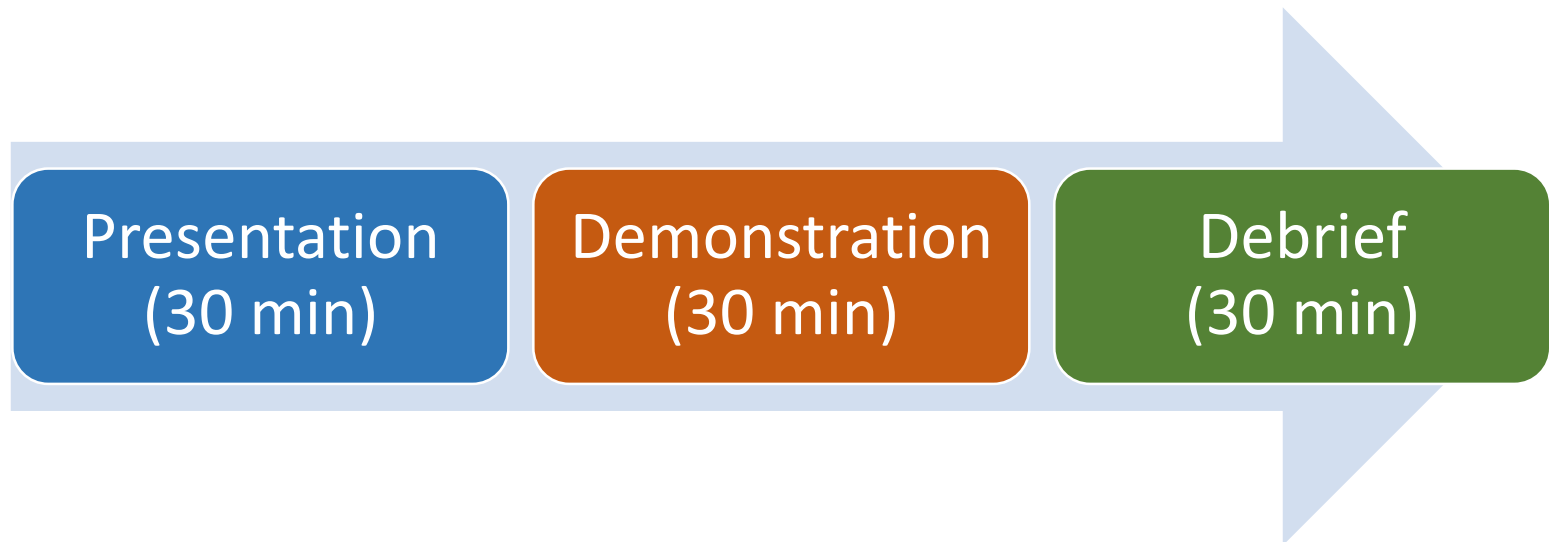 Presentation
(30 min)
Demonstration
(30 min)
Debrief
(30 min)